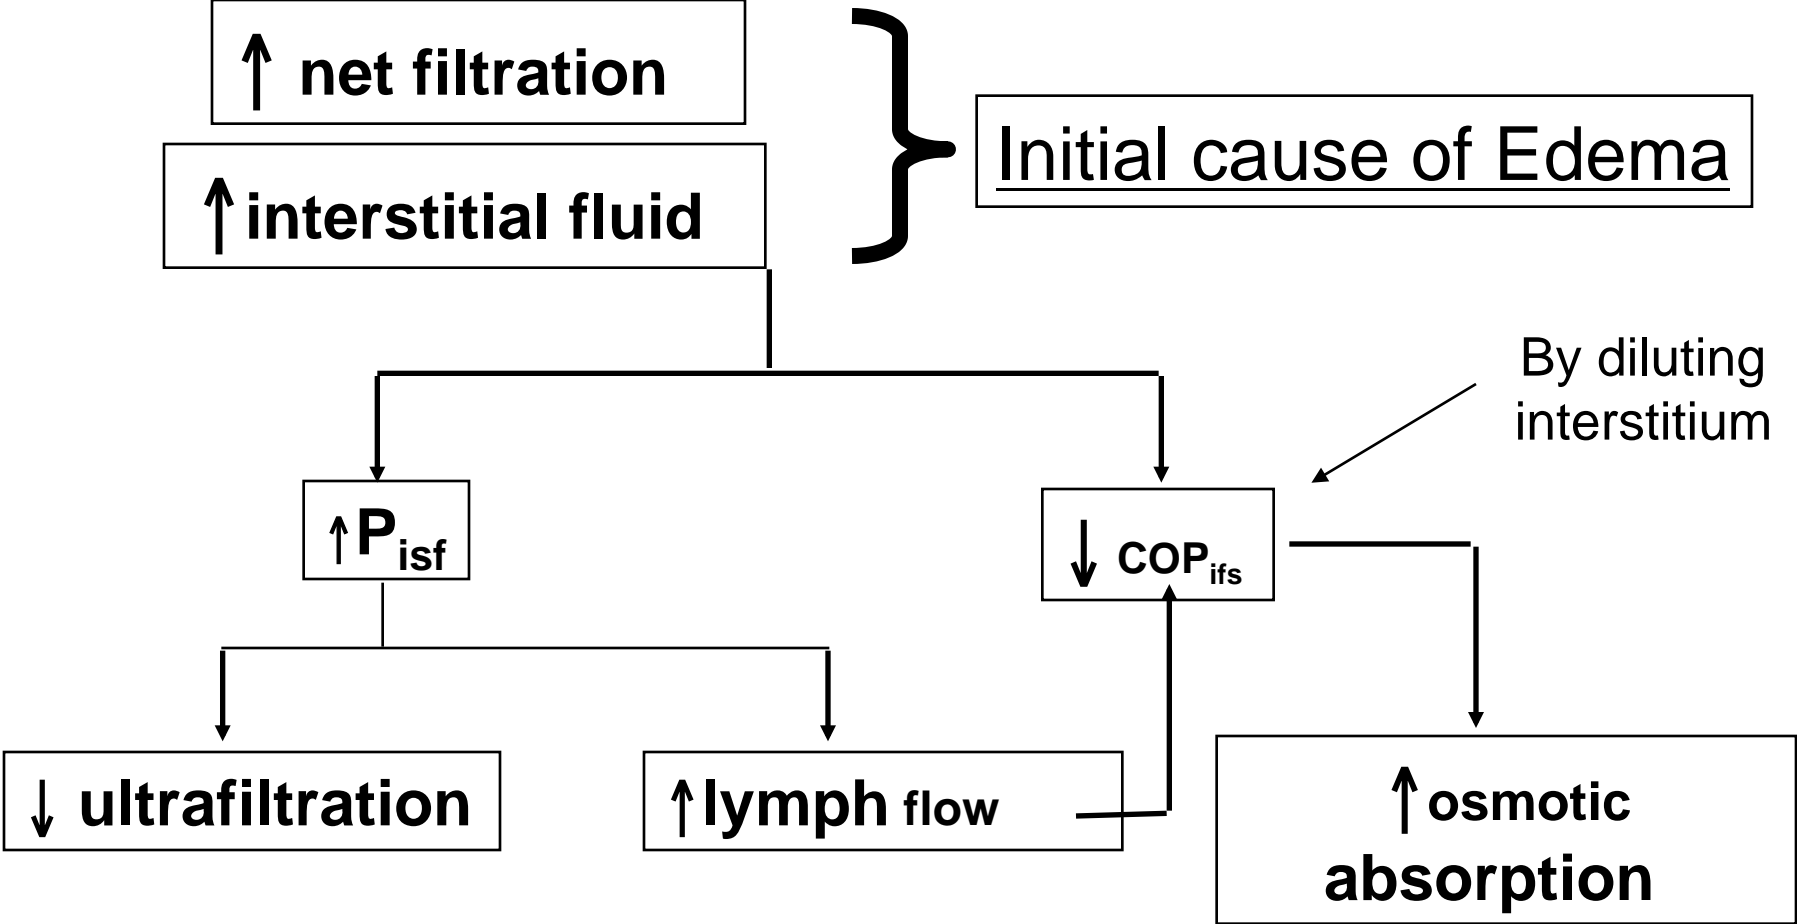 ↑ net filtration
↑ interstitial fluid
Initial cause of Edema
By diluting
interstitium
↑ Pisf
↓ COPifs
↓ ultrafiltration
↑ lymph flow
↑ osmotic
absorption